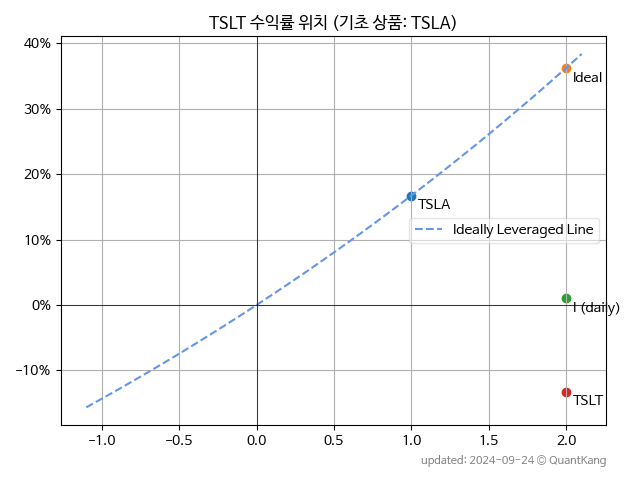 TSLT 수익률 위치 (기초 상품: TSLA)
40%
30%
20%
10%
0%
−10%
Ideal
TSLA
Ideally Leveraged Line
I (daily)
TSLT
−1.0 −0.5 0.0 0.5 1.0 1.5 2.0
updated: 2024-09-24 © QuantKang